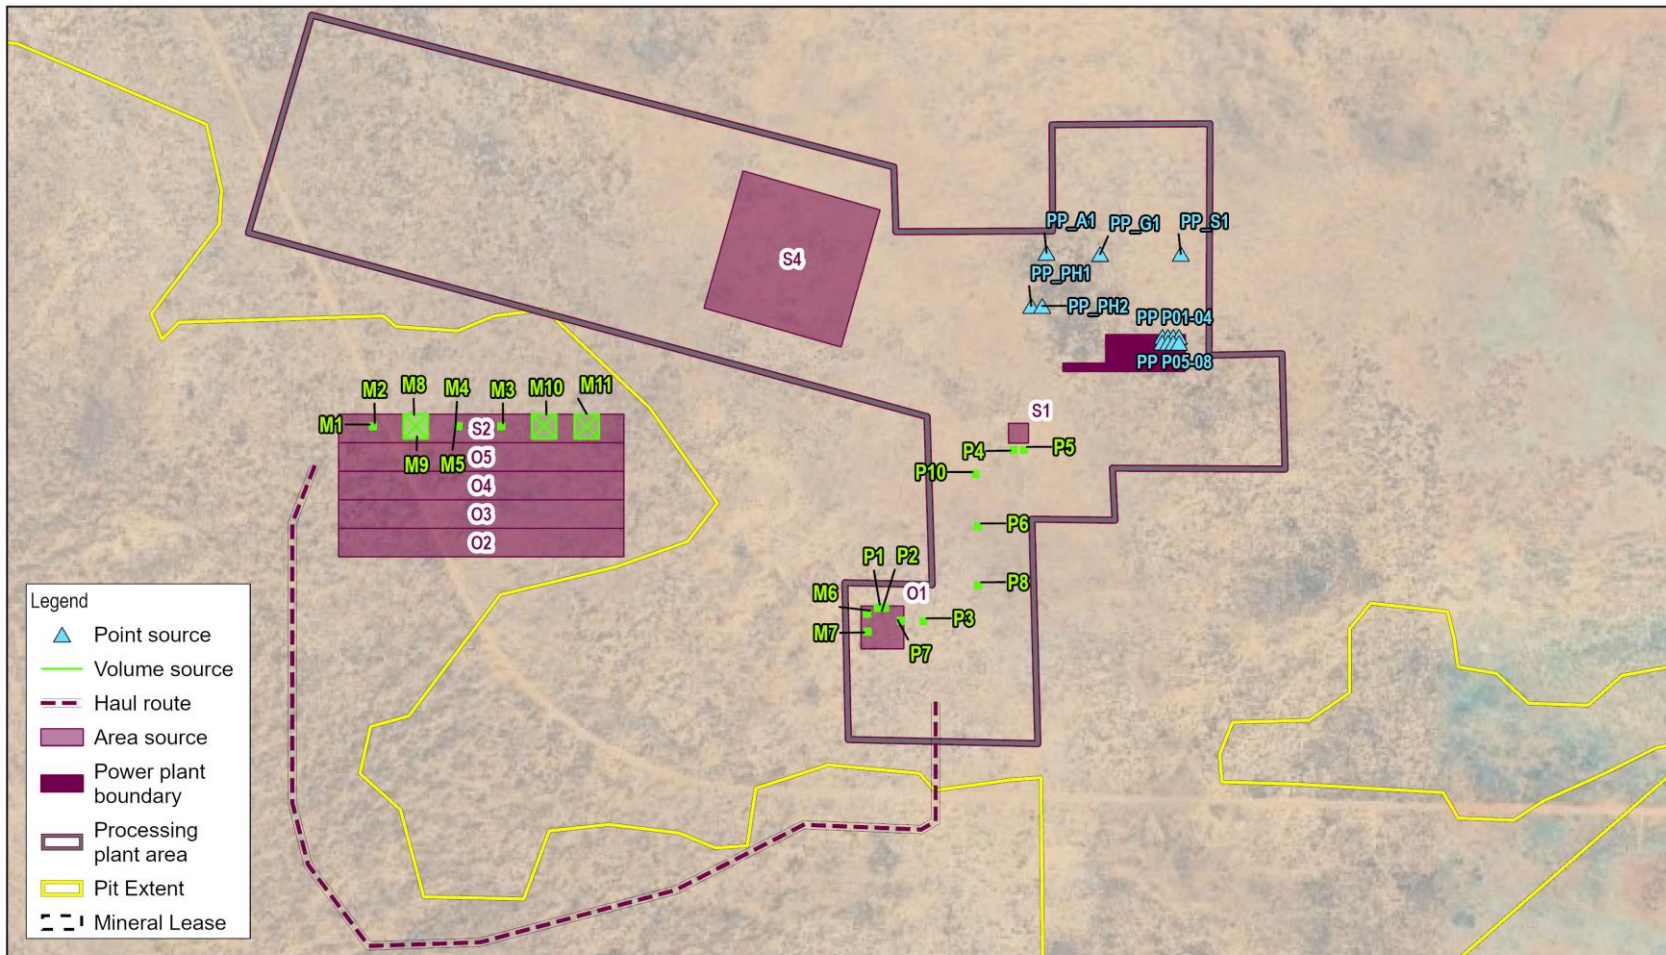 PP_A1
PP_G1
PP_S1
S4
PP_PH1
PP_PH2
PP P01-04
PP P05-08
M2
M8
M4
M3
M10
M11
M1
S2
M9
M5
O5
O4
O3
O2
S1
P4
P5
P10
P6
P1
P2
P8
M6
O1
P3
M7
P7
Legend
Point source
Volume source
Haul route
Area source
Power plant
boundary
Processing
plant area
Pit Extent
Mineral Lease